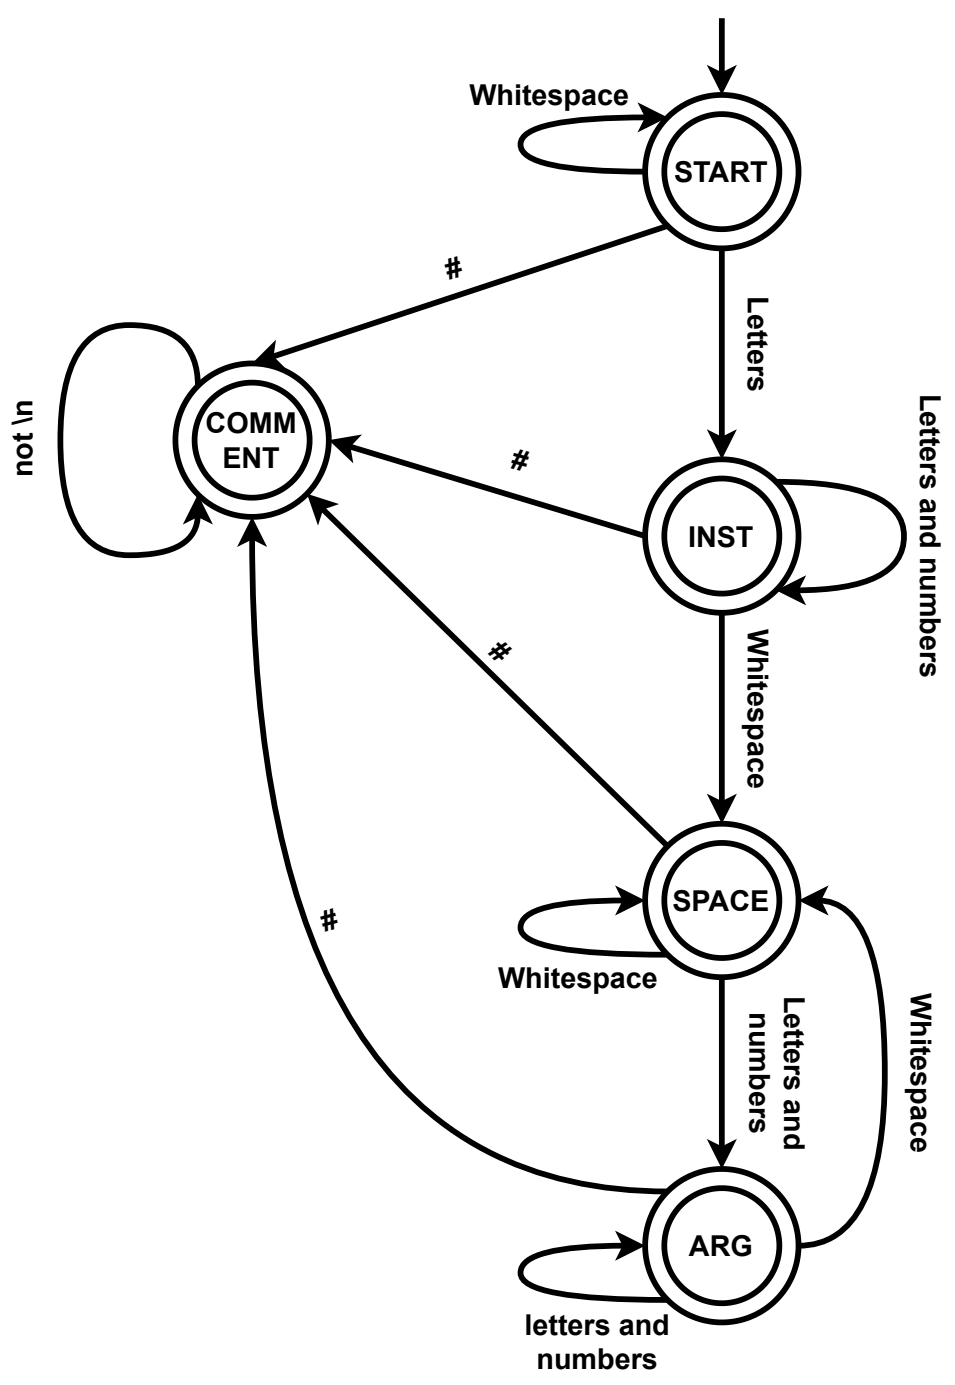 Whitespace
START
#
Letters
not \n
COMM
ENT
#
INST
Letters and numbers
#
Whitespace
SPACE
Whitespace
#
Letters and
numbers
Whitespace
ARG
letters and
numbers